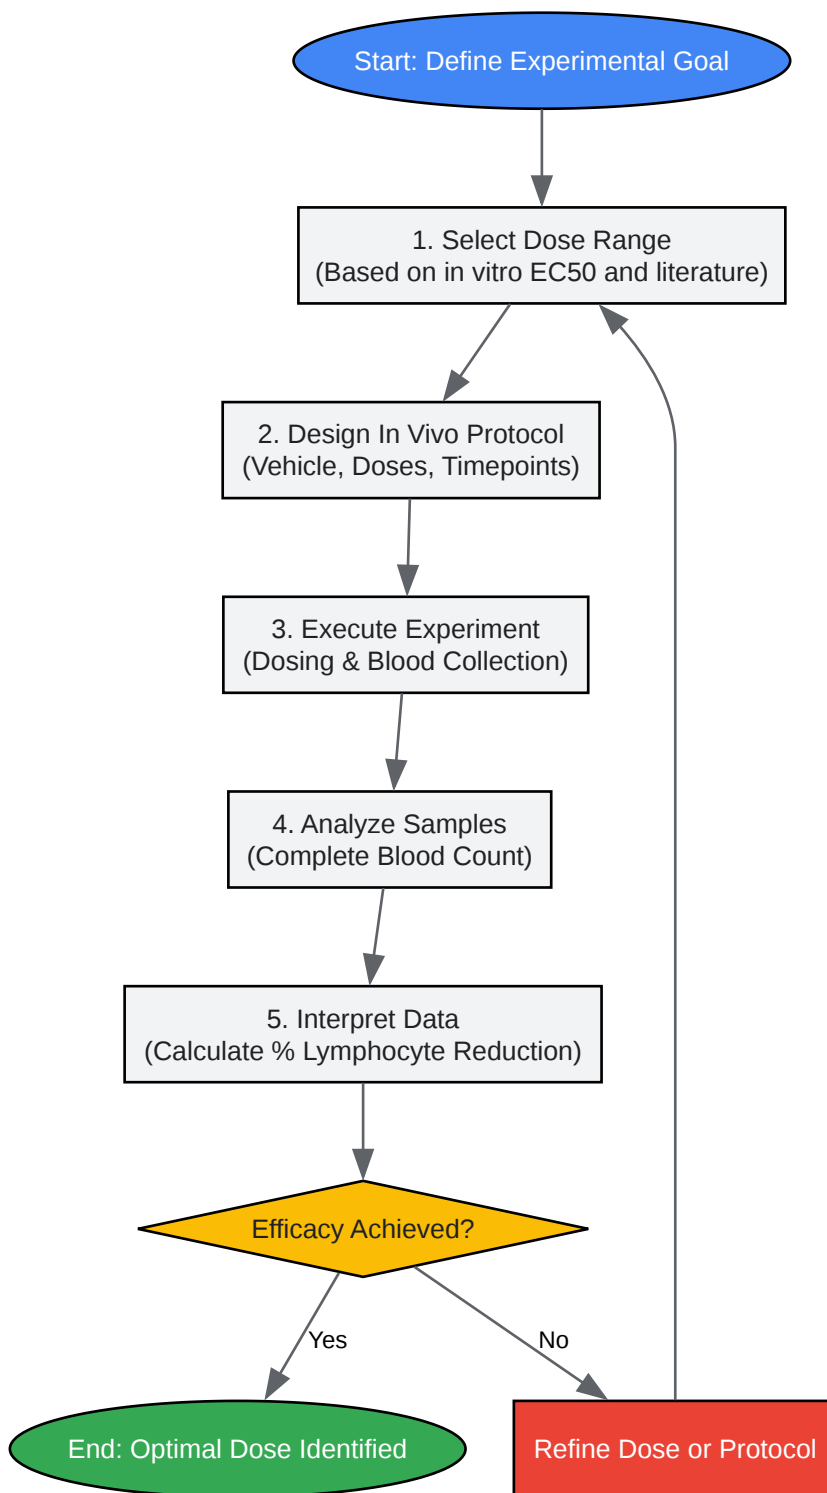 Start: Define Experimental Goal
1. Select Dose Range
(Based on in vitro EC50 and literature)
2. Design In Vivo Protocol
(Vehicle, Doses, Timepoints)
3. Execute Experiment
(Dosing & Blood Collection)
4. Analyze Samples
(Complete Blood Count)
5. Interpret Data
(Calculate % Lymphocyte Reduction)
Efficacy Achieved?
Yes
No
End: Optimal Dose Identified
Refine Dose or Protocol